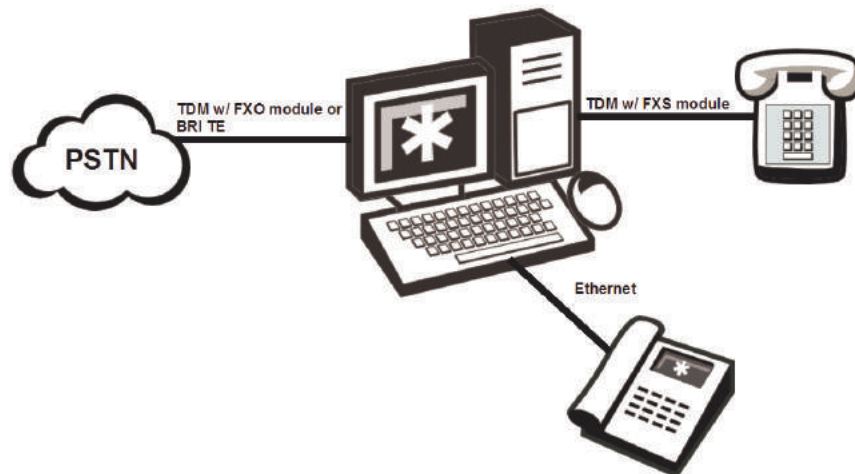 TDM w/ FXO module or
BRI TE
TDM w/ FXS module
PSTN
Ethernet